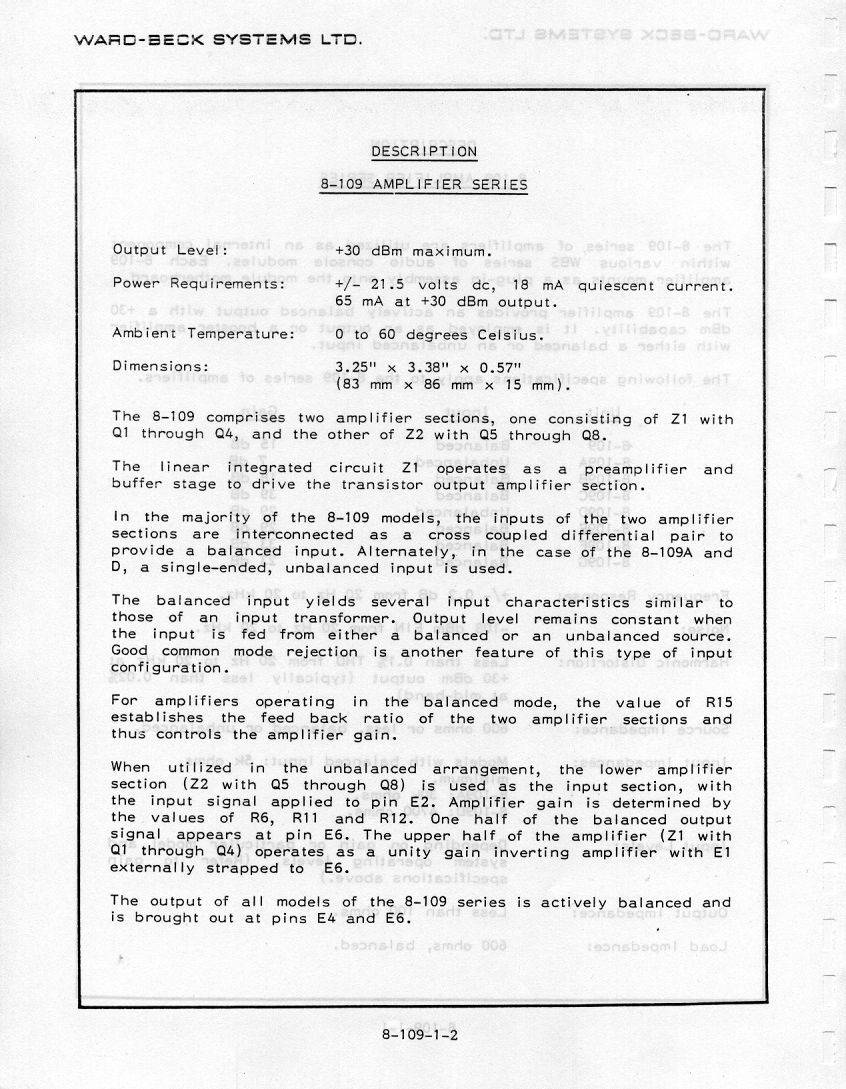 WARD-BECK SYSTEMS LTD.
DESCRIPTION
8-109 AMPLIFIER SERIES
Output Level: +30 dBm maximum.
Power Requirements: +/- 21.5 volts dc, 18 mA quiescent current.
65 mA at +30 dBm output.
Ambient Temperature: 0 to 60 degrees Celsius.
Dimensions: 3.25" x 3.38" x 0.57"
(83 mm x 86 mm x 15 mm).
The 8-109 comprises two amplifier sections, one consisting of Z1 with
Q1 through Q4, and the other of Z2 with Q5 through Q8.
The linear integrated circuit Z1 operates as a preamplifier and
buffer stage to drive the transistor output amplifier section.
In the majority of the 8-109 models, the inputs of the two amplifier
sections are interconnected as a cross coupled differential pair to
provide a balanced input. Alternately, in the case of the 8-109A and
D, a single-ended, unbalanced input is used.
The balanced input yields several input characteristics similar to
those of an input transformer. Output level remains constant when
the input is fed from either a balanced or an unbalanced source.
Good common mode rejection is another feature of this type of input
configuration.
For amplifiers operating in the balanced mode, the value of R15
establishes the feed back ratio of the two amplifier sections and
thus controls the amplifier gain.
When utilized in the unbalanced arrangement, the lower amplifier
section (Z2 with Q5 through Q8) is used as the input section, with
the input signal applied to pin E2. Amplifier gain is determined by
the values of R6, R11 and R12. One half of the balanced output
signal appears at pin E6. The upper half of the amplifier (Z1 with
Q1 through Q4) operates as a unity gain inverting amplifier with E1
externally strapped to E6.
The output of all models of the 8-109 series is actively balanced and
is brought out at pins E4 and E6.
8-109-1-2